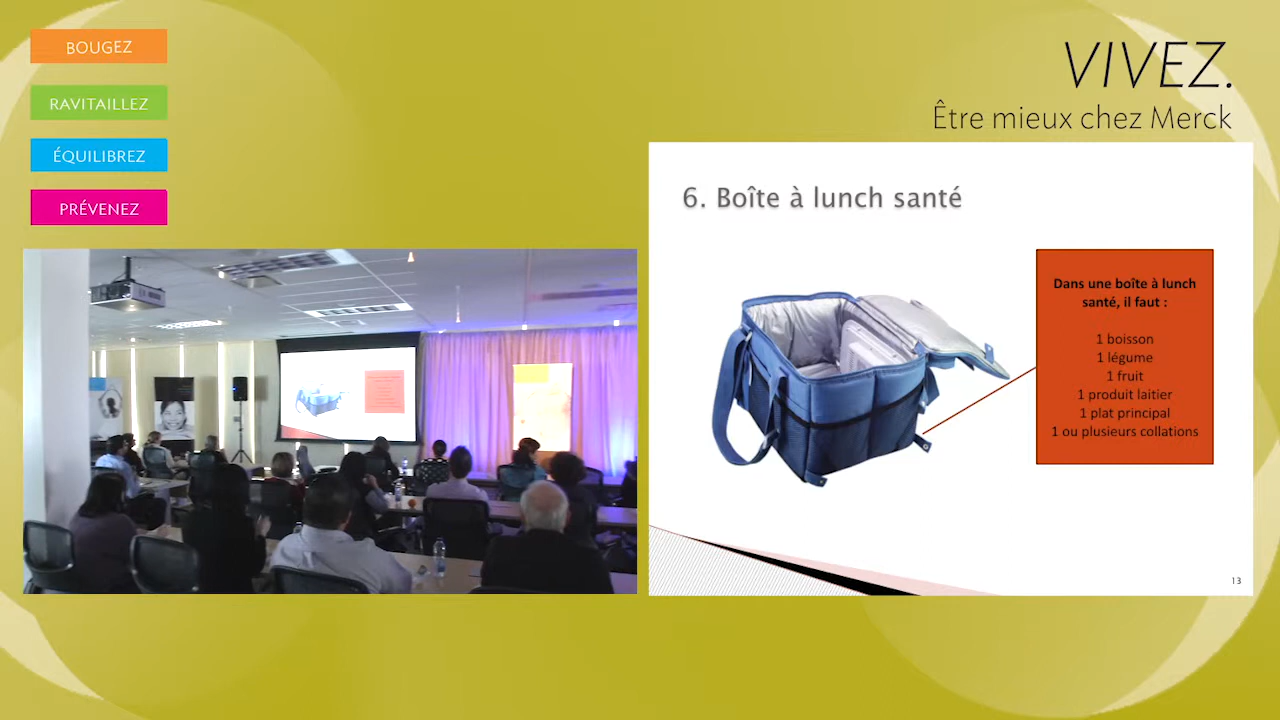 BOUGEZ
RAVITAILLEZ
ÉQUILIBREZ
PRÉVENEZ
VIVEZ.
Être mieux chez Merck
6. Boîte à lunch santé
Dans une boîte à lunch
santé, il faut :
1 boisson
1 légume
1 fruit
1 produit laitier
1 plat principal
1 ou plusieurs collations
13